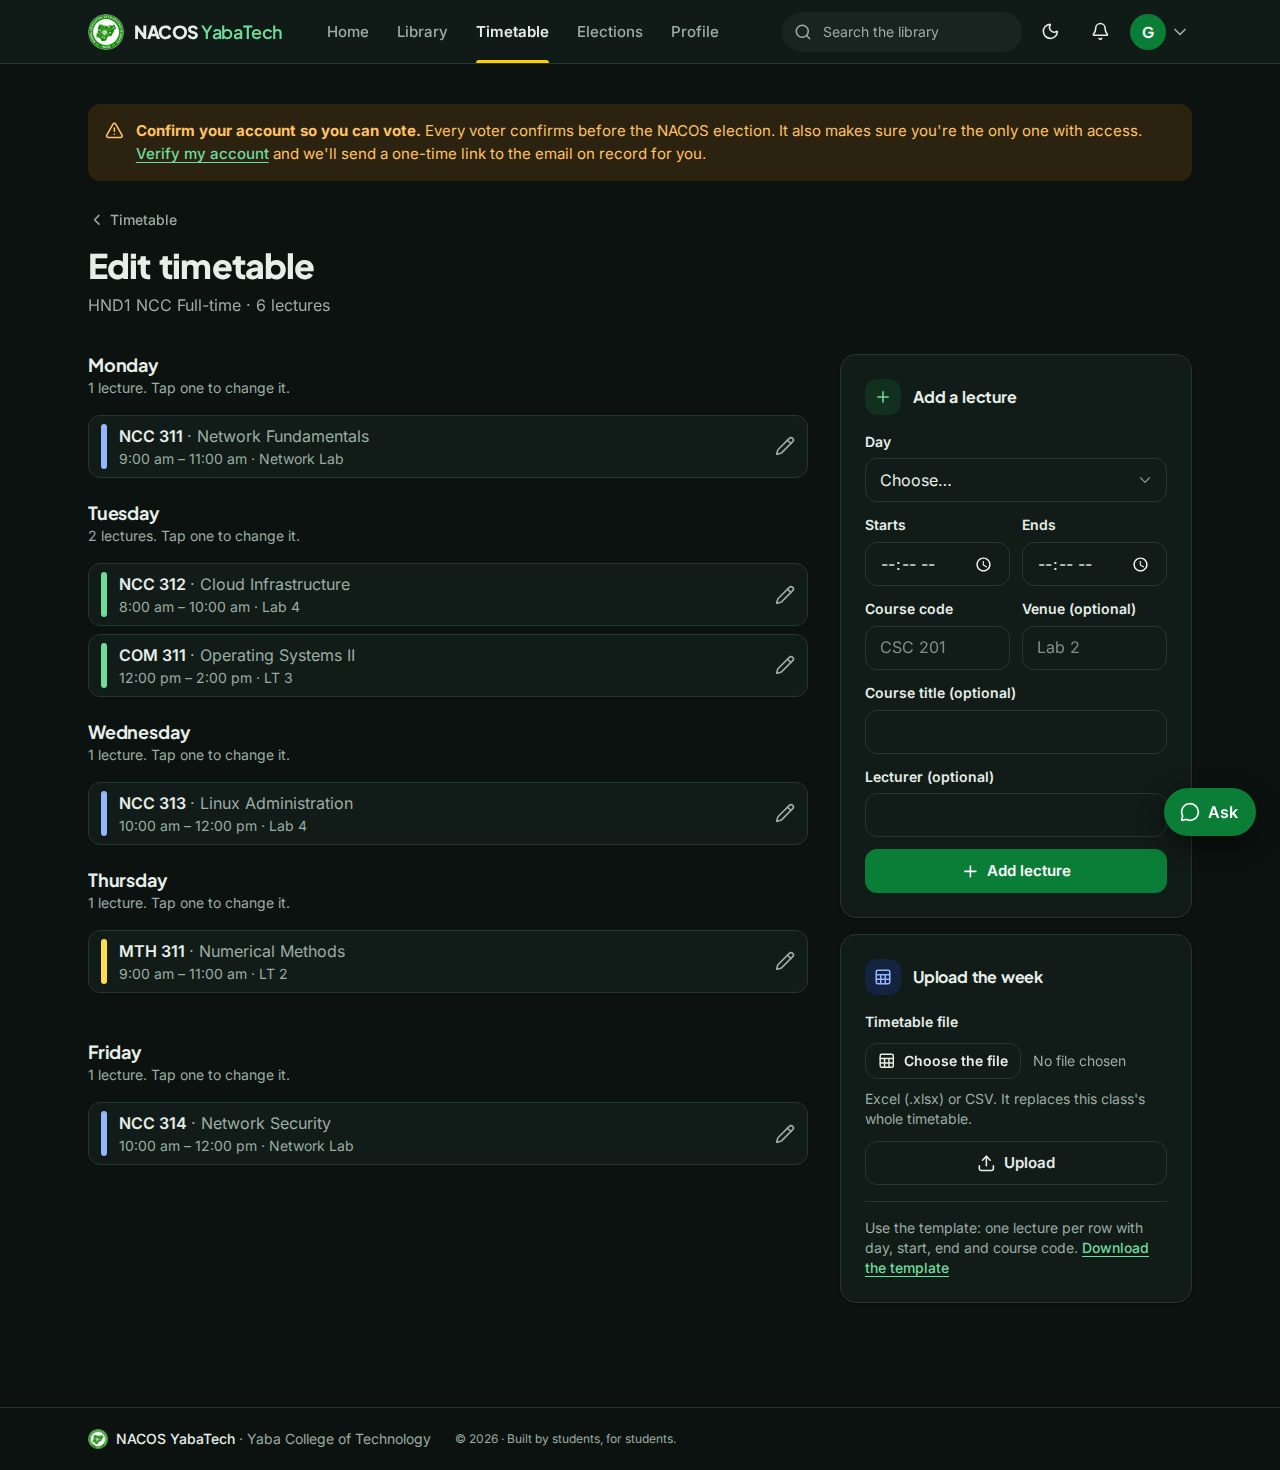 NACOS YabaTech
Home
Library
Timetable
Elections
Profile
Search the library
G
Confirm your account so you can vote. Every voter confirms before the NACOS election. It also makes sure you're the only one with access.
Verify my account and we'll send a one-time link to the email on record for you.
Timetable
Edit timetable
HND1 NCC Full-time · 6 lectures
Monday
1 lecture. Tap one to change it.
NCC 311 · Network Fundamentals
9:00 am – 11:00 am · Network Lab
Tuesday
2 lectures. Tap one to change it.
NCC 312 · Cloud Infrastructure
8:00 am – 10:00 am · Lab 4
COM 311 · Operating Systems II
12:00 pm – 2:00 pm · LT 3
Wednesday
1 lecture. Tap one to change it.
NCC 313 · Linux Administration
10:00 am – 12:00 pm · Lab 4
Thursday
1 lecture. Tap one to change it.
MTH 311 · Numerical Methods
9:00 am – 11:00 am · LT 2
Friday
1 lecture. Tap one to change it.
NCC 314 · Network Security
10:00 am – 12:00 pm · Network Lab
Add a lecture
Day
Choose...
Starts
Ends
--:-- --
--:-- --
Course code
Venue (optional)
CSC 201
Lab 2
Course title (optional)
Lecturer (optional)
Add lecture
Ask
Upload the week
Timetable file
Choose the file
No file chosen
Excel (.xlsx) or CSV. It replaces this class's
whole timetable.
Upload
Use the template: one lecture per row with
day, start, end and course code. Download
the template
NACOS YabaTech · Yaba College of Technology
© 2026 · Built by students, for students.